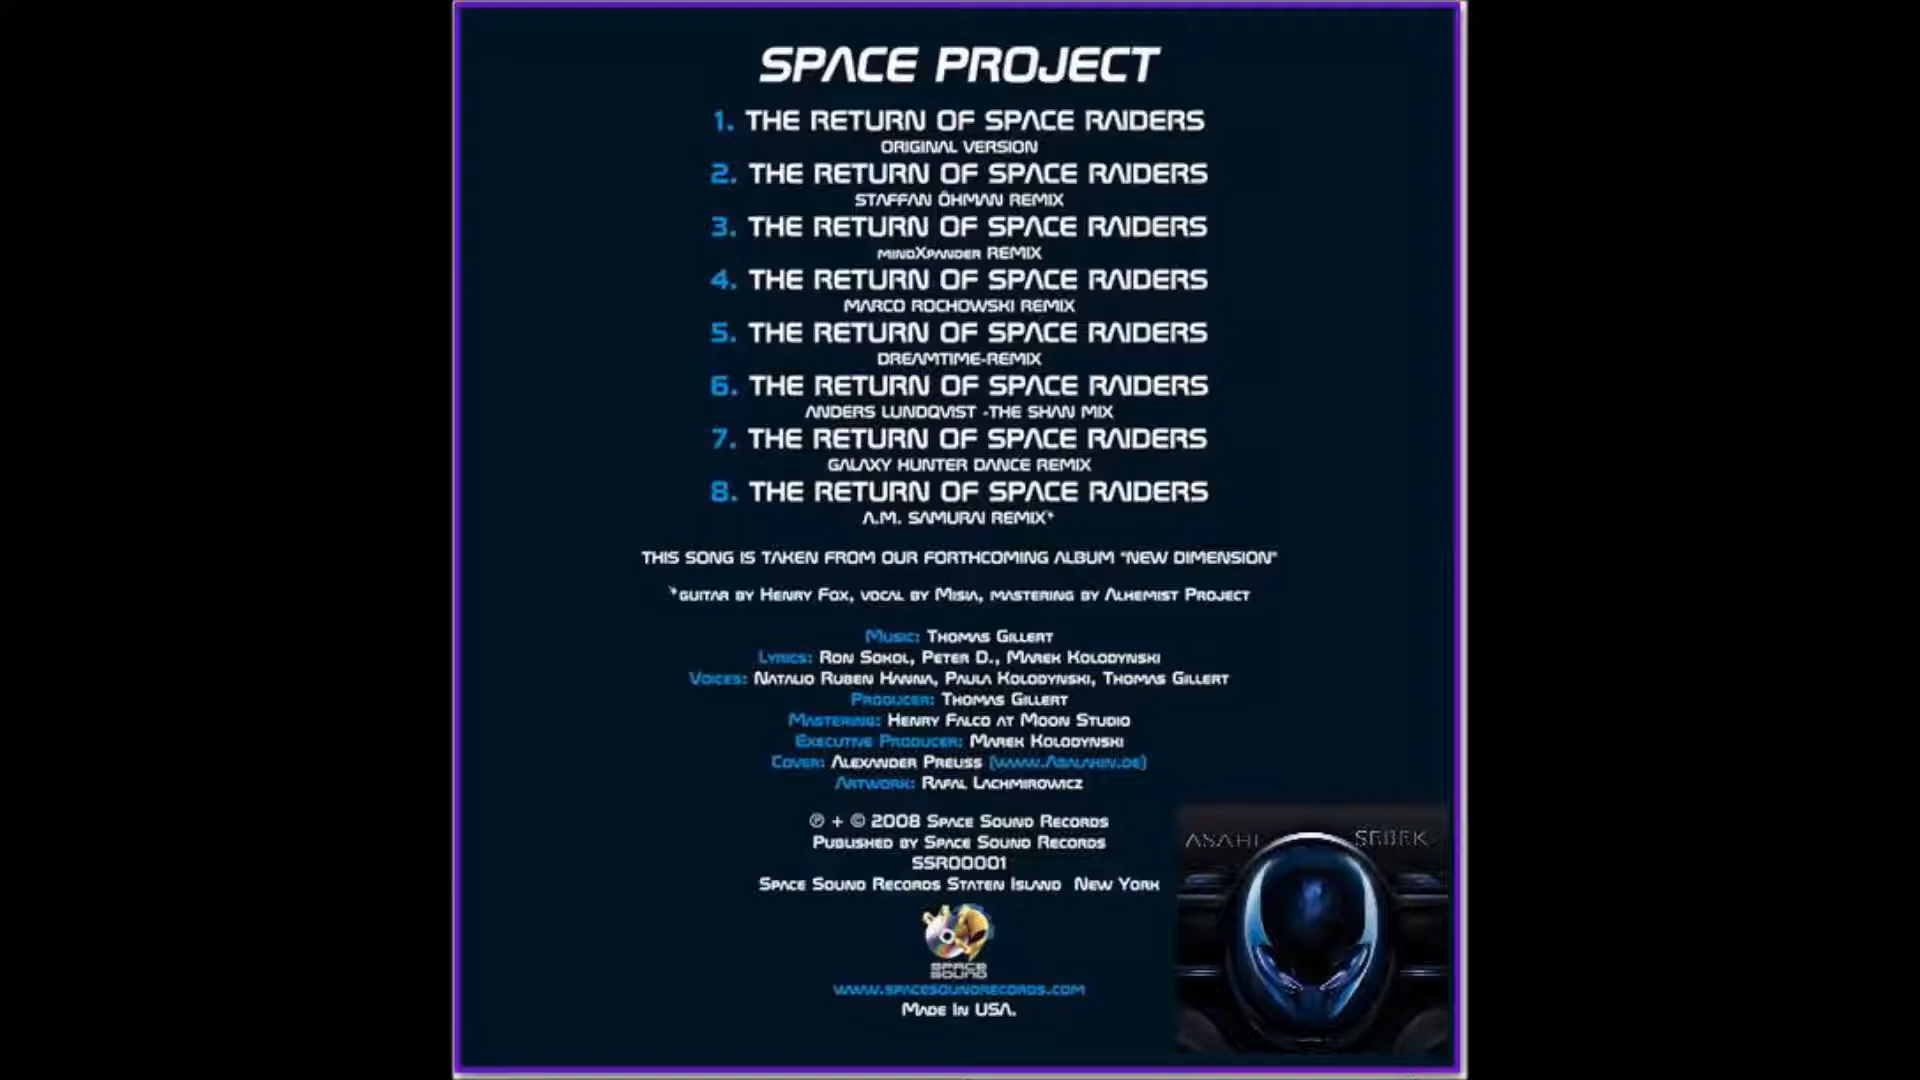 SPACE PROJECT
1. THE RETURN OF SPACE RAIDERS
ORIGINAL VERSION
2. THE RETURN OF SPACE RAIDERS
STAFFAN ÖHMAN REMIX
3. THE RETURN OF SPACE RAIDERS
MINDXPANDER REMIX
4. THE RETURN OF SPACE RAIDERS
MARCO ROCHOWSKI REMIX
5. THE RETURN OF SPACE RAIDERS
DREAMTIME-REMIX
6. THE RETURN OF SPACE RAIDERS
ANDERS LUNDQVIST -THE SHAN MIX
7. THE RETURN OF SPACE RAIDERS
GALAXY HUNTER DANCE REMIX
8. THE RETURN OF SPACE RAIDERS
A.M. SAMURAI REMIX*
THIS SONG IS TAKEN FROM OUR FORTHCOMING ALBUM "NEW DIMENSION"
*GUITAR BY HENRY FOX, VOCAL BY MISIA, MASTERING BY ALHEMIST PROJECT
MUSIC: THOMAS GILLERT
LYRICS: RON SOKOL, PETER D., MAREK KOLODYNSKI
VOICES: NATALIO RUBEN HANNA, PAULA KOLODYNSKI, THOMAS GILLERT
PRODUCER: THOMAS GILLERT
MASTERING: HENRY FALCO AT MOON STUDIO
EXECUTIVE PRODUCER: MAREK KOLODYNSKI
COVER: ALEXANDER PREUSS (WWW.ABALAKIN.DE)
ARTWORK: RAFAL LACHMIROWICZ
℗ + © 2008 SPACE SOUND RECORDS
PUBLISHED BY SPACE SOUND RECORDS
SSR00001
SPACE SOUND RECORDS STATEN ISLAND NEW YORK
SPACE
SOUND
WWW.SPACESOUNDRECORDS.COM
MADE IN USA.
ASAHI SEBEK